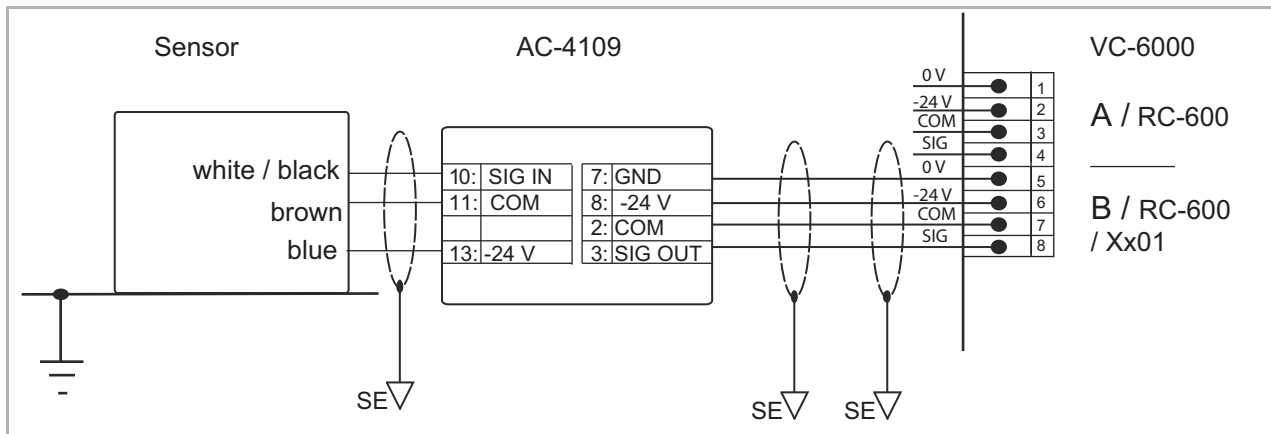 Sensor
AC-4109
VC-6000
white / black
brown
blue
10: SIG IN
11: COM
13: -24 V
7: GND
8: -24 V
2: COM
3: SIG OUT
0 V
-24 V
COM
SIG
0 V
-24 V
COM
SIG
1
2
3
4
5
6
7
8
A / RC-600
B / RC-600
/ Xx01
SE
SE
SE